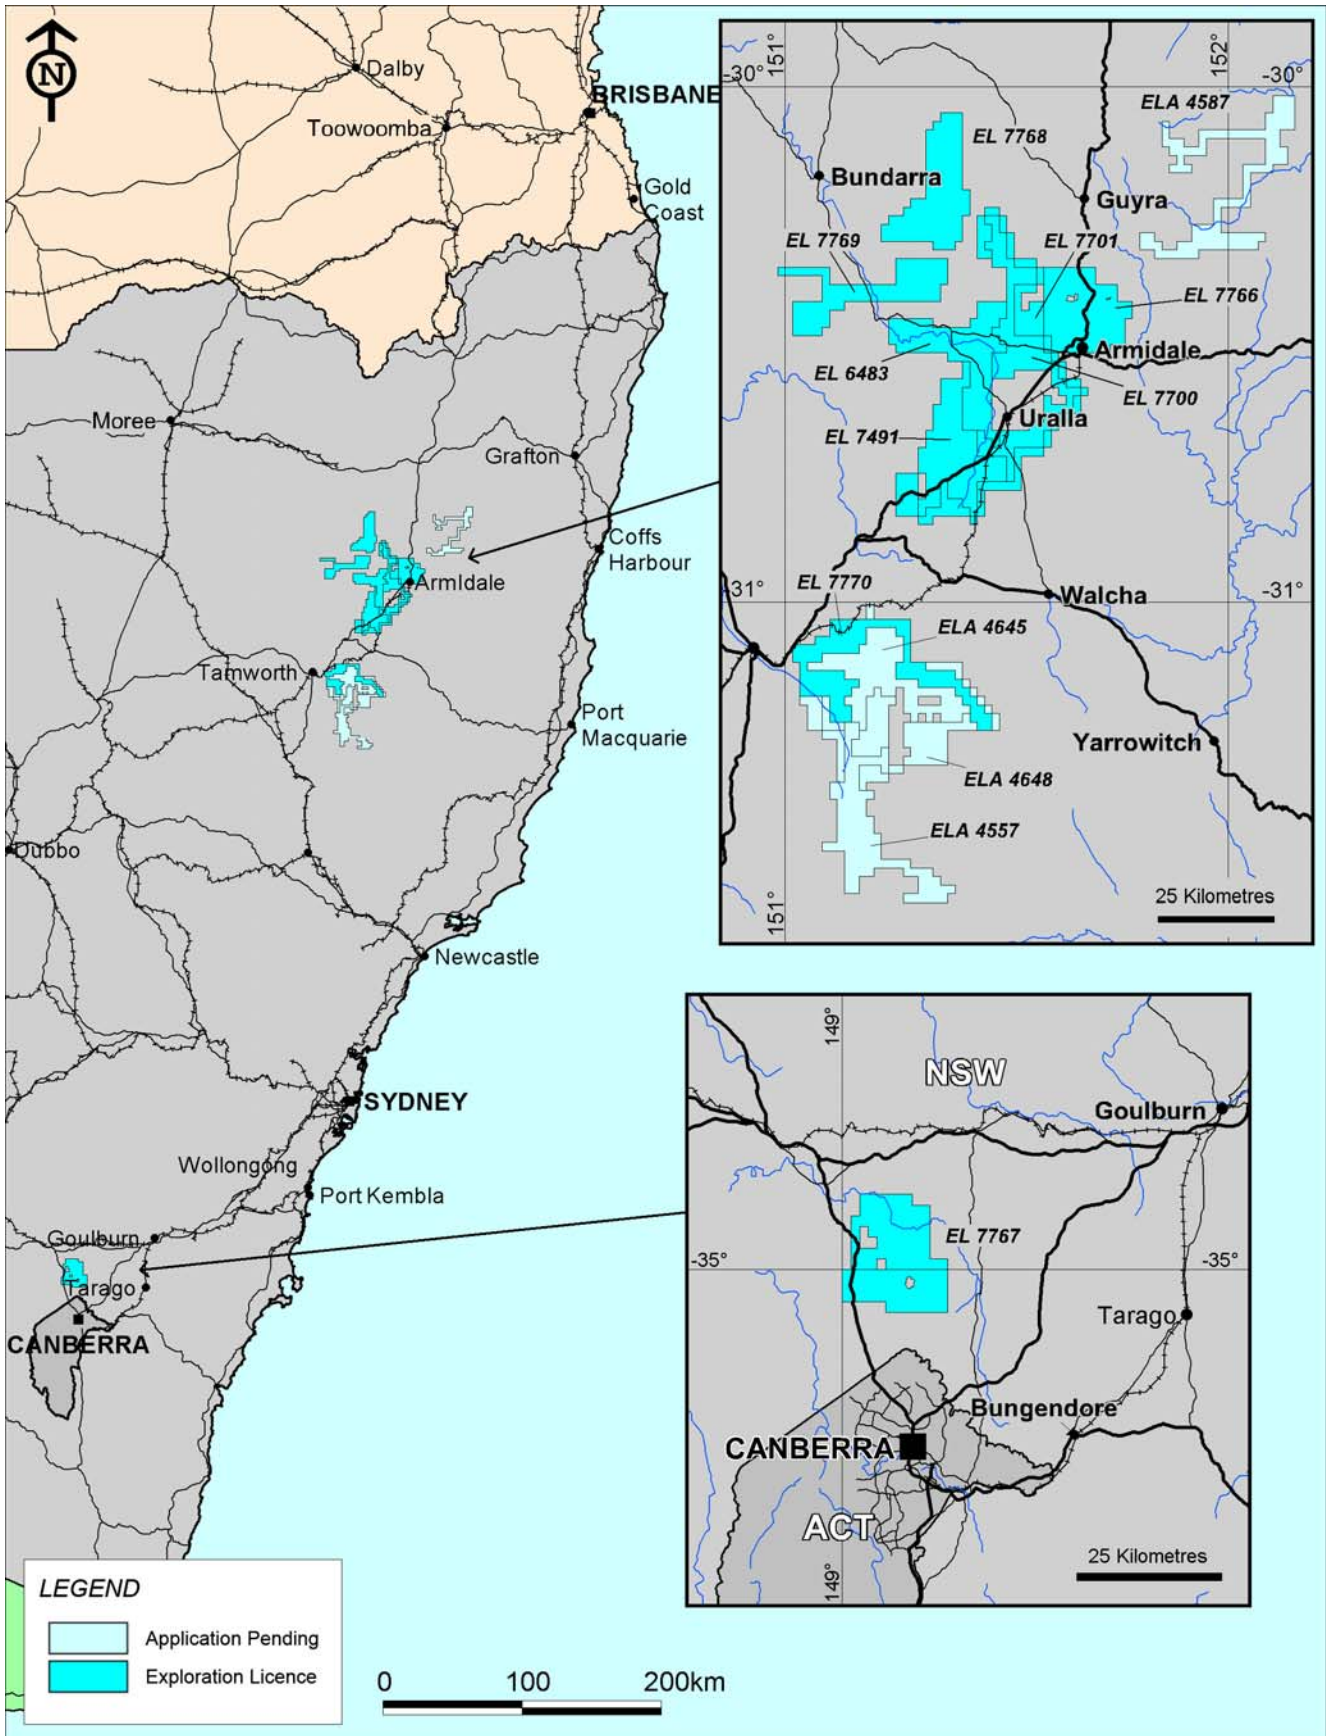 N
Dalby
BRISBANE
Toowoomba
Gold
Coast
Moree
Grafton
Coffs
Harbour
ArmIdale
Tamworth
Port
Macquarie
Dubbo
Newcastle
SYDNEY
Wollongong
Port Kembla
Goulburn
Tarago
CANBERRA
151°
152°
-30°
-30°
ELA 4587
EL 7768
Bundarra
Guyra
EL 7769
EL 7701
EL 7766
Armidale
EL 6483
EL 7700
Uralla
EL 7491
EL 7770
-31°
-31°
Walcha
ELA 4645
Yarrowitch
ELA 4648
ELA 4557
151°
25 Kilometres
149°
NSW
Goulburn
EL 7767
-35°
-35°
Tarago
Bungendore
CANBERRA
ACT
149°
25 Kilometres
LEGEND
Application Pending
Exploration Licence
0 100 200km